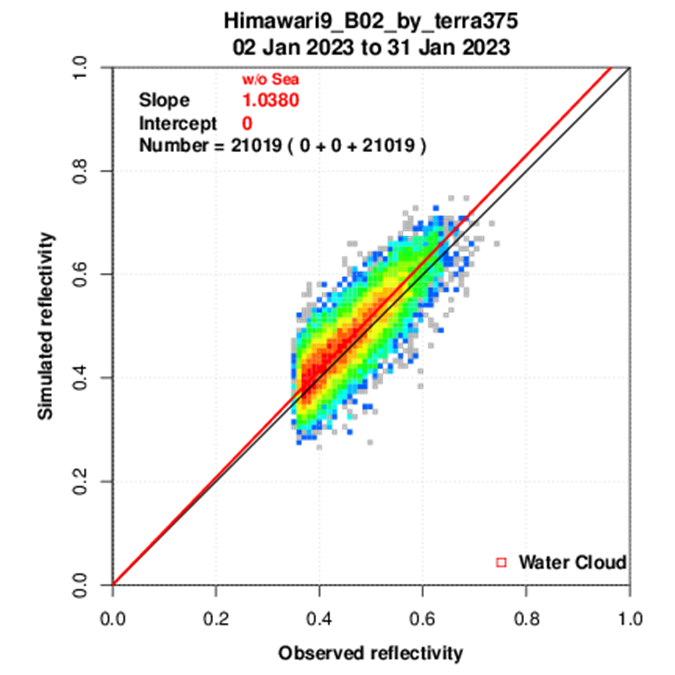 Himawari9_B02_by_terra375
02 Jan 2023 to 31 Jan 2023
w/o Sea
Slope 1.0380
Intercept 0
Number = 21019 ( 0 + 0 + 21019 )
1.0
0.8
0.6
0.4
0.2
0.0
Simulated reflectivity
Water Cloud
0.0 0.2 0.4 0.6 0.8 1.0
Observed reflectivity